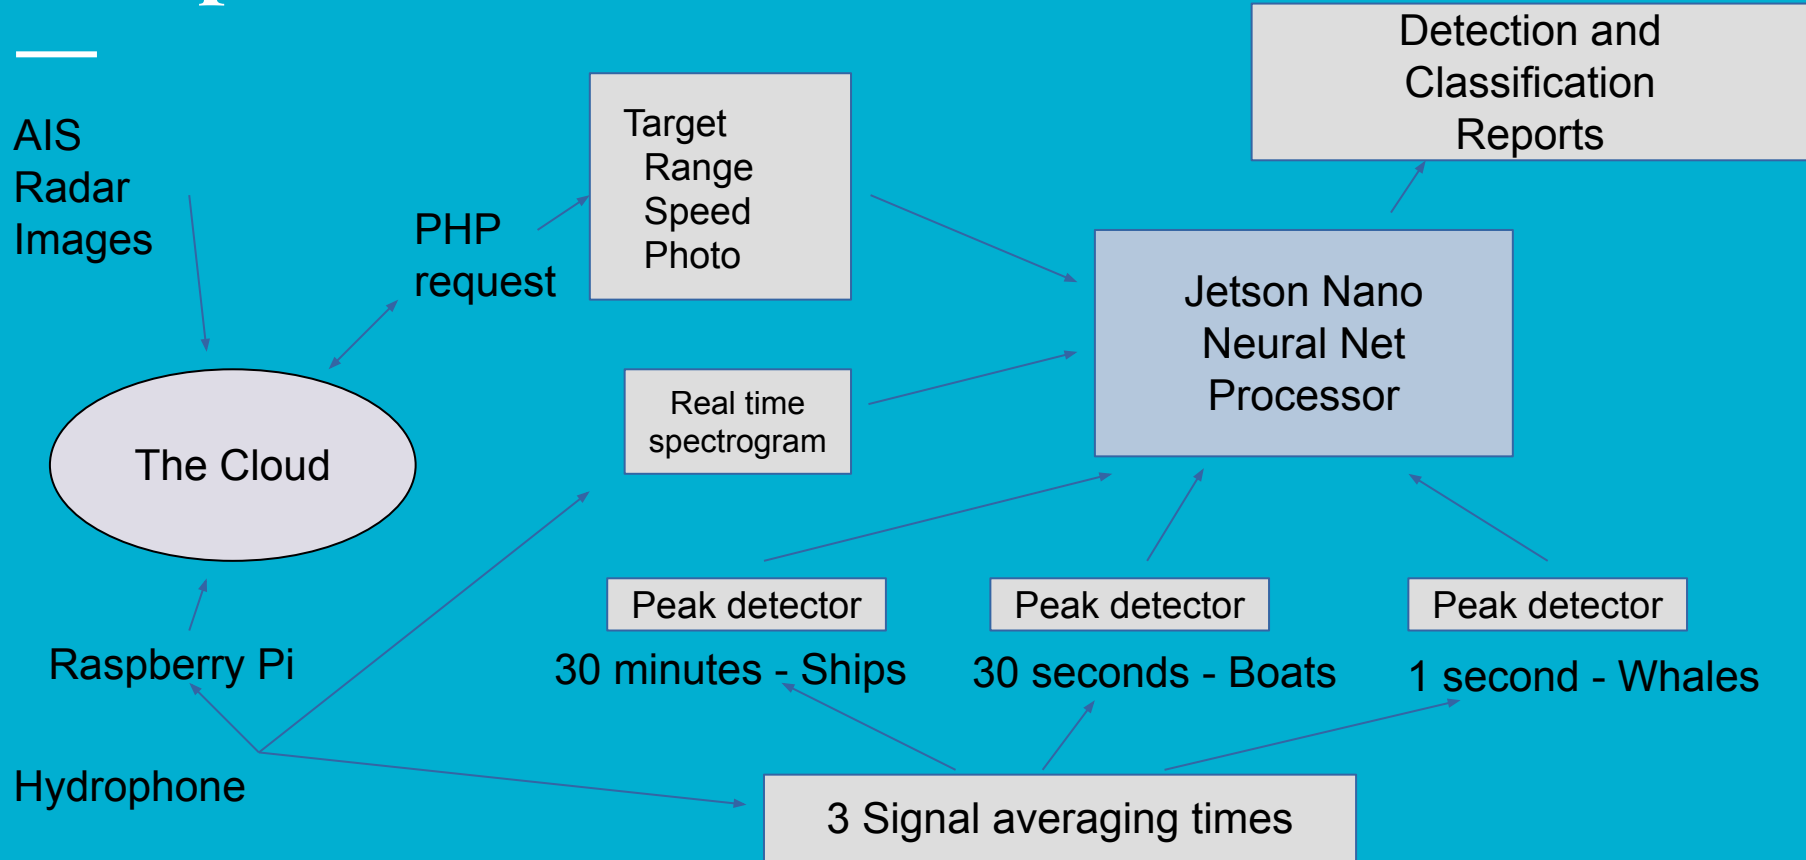 AIS
Radar
Images
PHP
request
Target
Range
Speed
Photo
Detection and
Classification
Reports
Jetson Nano
Neural Net
Processor
Real time
spectrogram
The Cloud
Peak detector
Peak detector
Peak detector
Raspberry Pi
30 minutes - Ships
30 seconds - Boats
1 second - Whales
Hydrophone
3 Signal averaging times